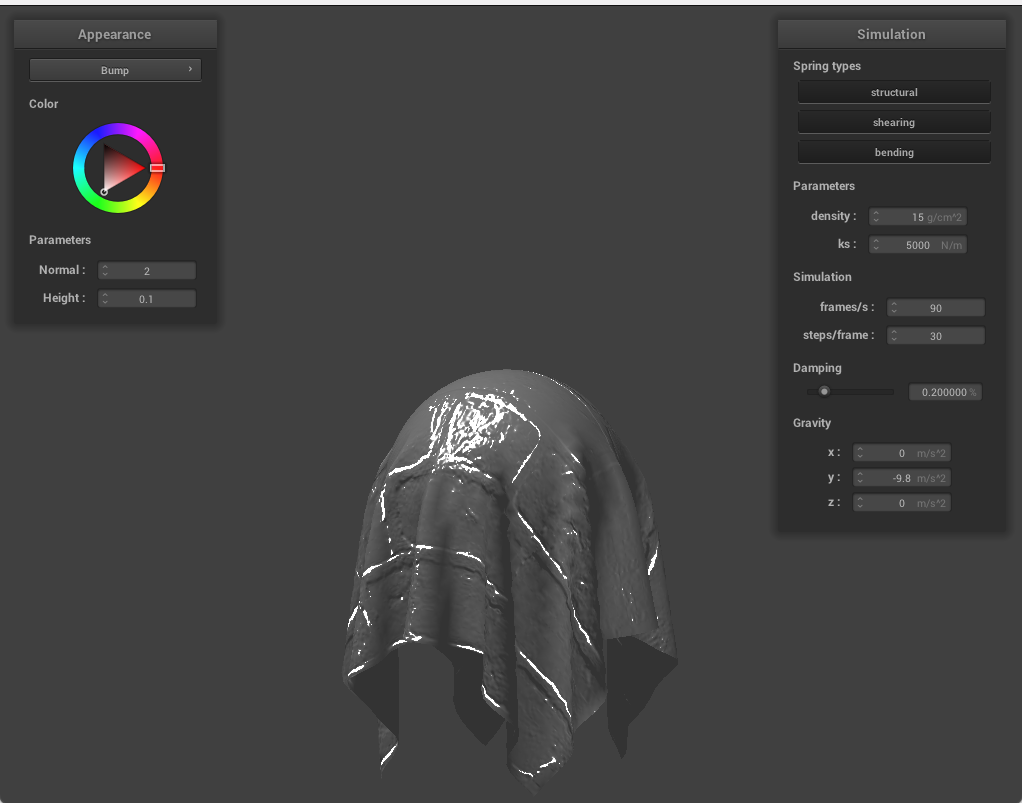 Appearance
Bump
Color
Parameters
Normal :
2
Height :
0.1
Simulation
Spring types
structural
shearing
bending
Parameters
density :
15 g/cm^2
ks :
5000 N/m
Simulation
frames/s :
90
steps/frame :
30
Damping
0.200000 %
Gravity
x :
0 m/s^2
y :
-9.8 m/s^2
z :
0 m/s^2